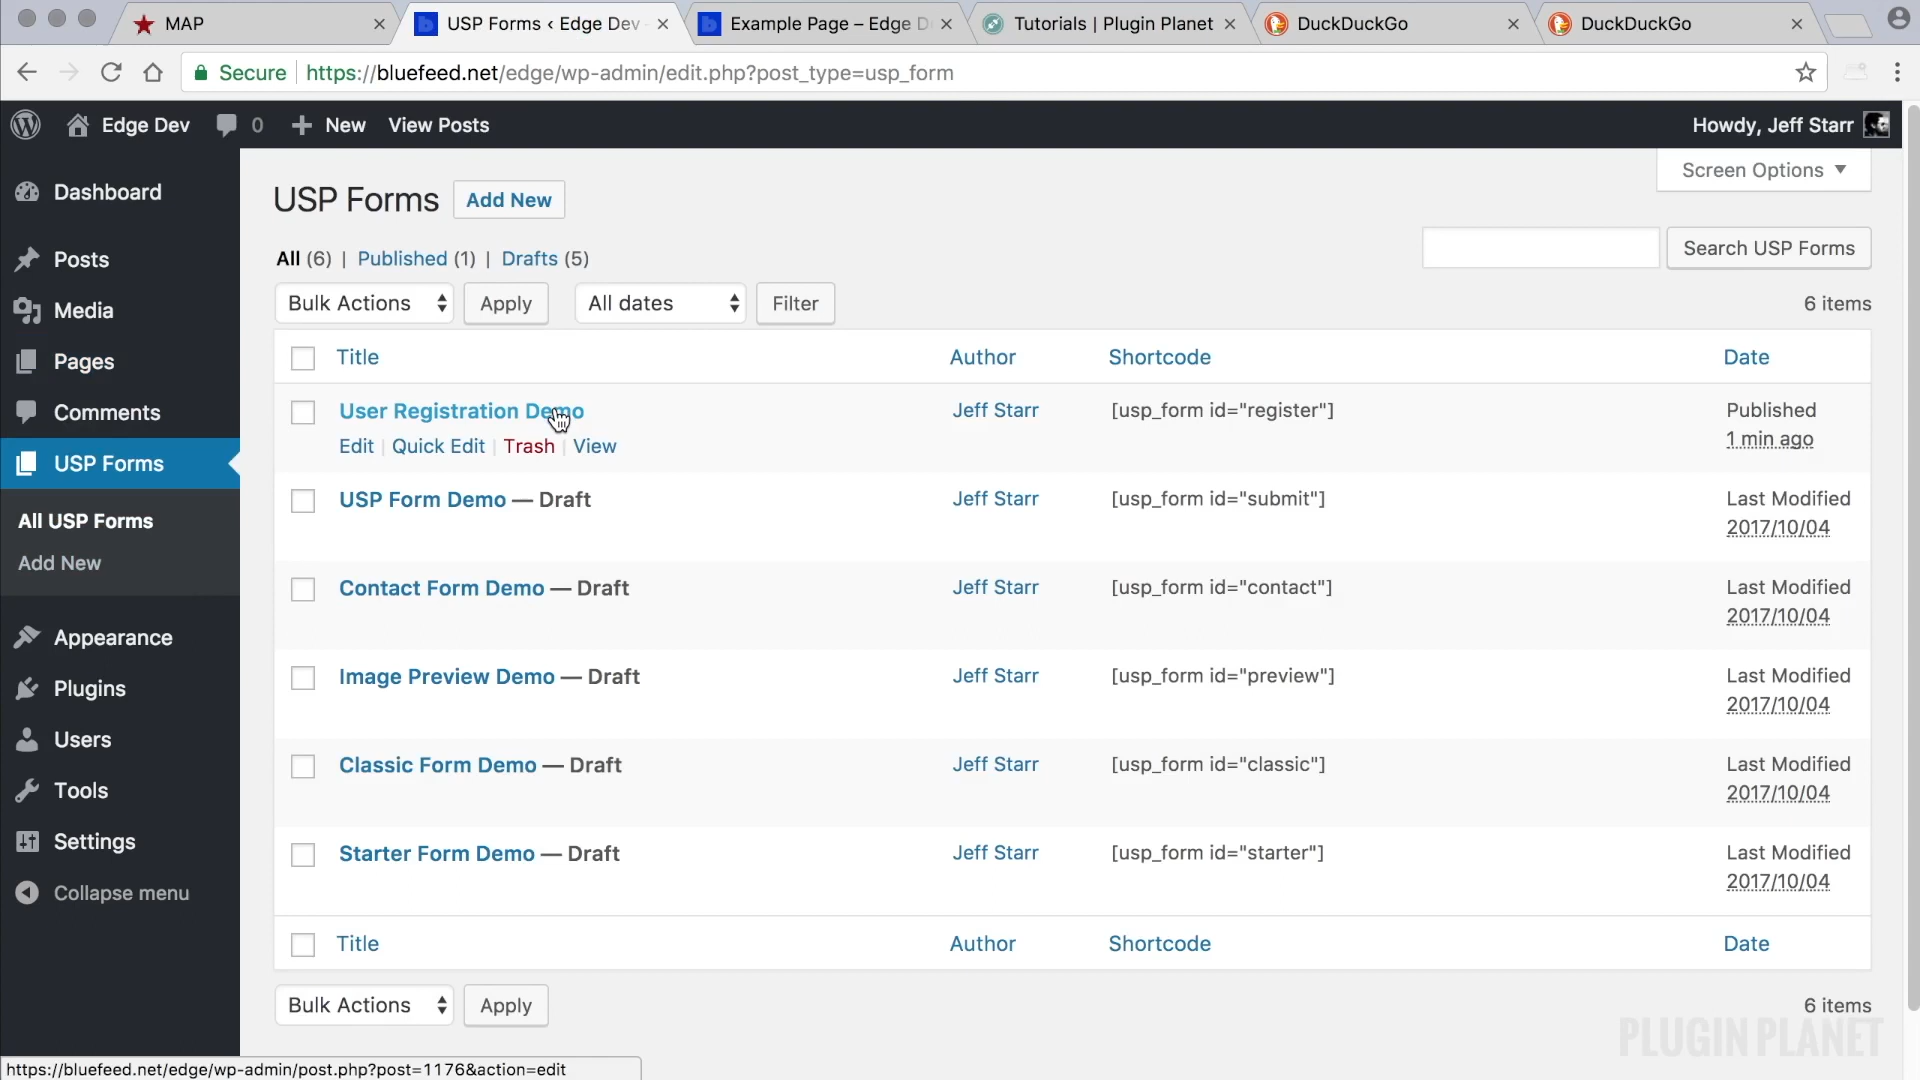 MAP
USP Forms ‹ Edge Dev
Example Page – Edge D
Tutorials | Plugin Planet
DuckDuckGo
DuckDuckGo
Secure
https://bluefeed.net/edge/wp-admin/edit.php?post_type=usp_form
Edge Dev
0
New
View Posts
Howdy, Jeff Starr
Screen Options
Dashboard
Posts
Media
Pages
Comments
USP Forms
All USP Forms
Add New
Appearance
Plugins
Users
Tools
Settings
Collapse menu
USP Forms
Add New
All (6) | Published (1) | Drafts (5)
Search USP Forms
Bulk Actions
Apply
All dates
Filter
6 items
Title Author Shortcode Date
User Registration Demo Jeff Starr [usp_form id="register"] Published
Edit | Quick Edit | Trash | View 1 min ago
USP Form Demo — Draft Jeff Starr [usp_form id="submit"] Last Modified
2017/10/04
Contact Form Demo — Draft Jeff Starr [usp_form id="contact"] Last Modified
2017/10/04
Image Preview Demo — Draft Jeff Starr [usp_form id="preview"] Last Modified
2017/10/04
Classic Form Demo — Draft Jeff Starr [usp_form id="classic"] Last Modified
2017/10/04
Starter Form Demo — Draft Jeff Starr [usp_form id="starter"] Last Modified
2017/10/04
Title Author Shortcode Date
Bulk Actions
Apply
6 items
PLUGIN PLANET
https://bluefeed.net/edge/wp-admin/post.php?post=1176&action=edit